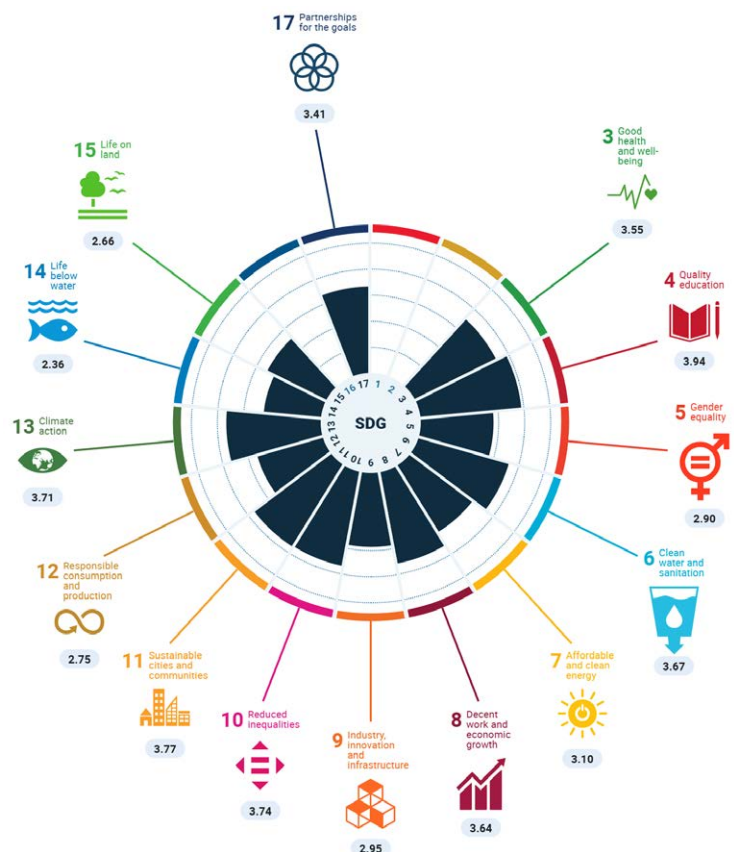 17 Partnerships
for the goals
3.41
3 Good
health
and well-
being
3.55
4 Quality
education
3.94
5 Gender
equality
2.90
6 Clean
water and
sanitation
3.67
7 Affordable
and clean
energy
3.10
8 Decent
work and
economic
growth
3.64
9 Industry,
innovation
and
infrastructure
2.95
10 Reduced
inequalities
3.74
11 Sustainable
cities and
communities
3.77
12 Responsible
consumption
and
production
2.75
13 Climate
action
3.71
14 Life
below
water
2.36
15 Life on
land
2.66
SDG
1 2 3 4 5 6 7 8 9 10 11 12 13 14 15 16 17